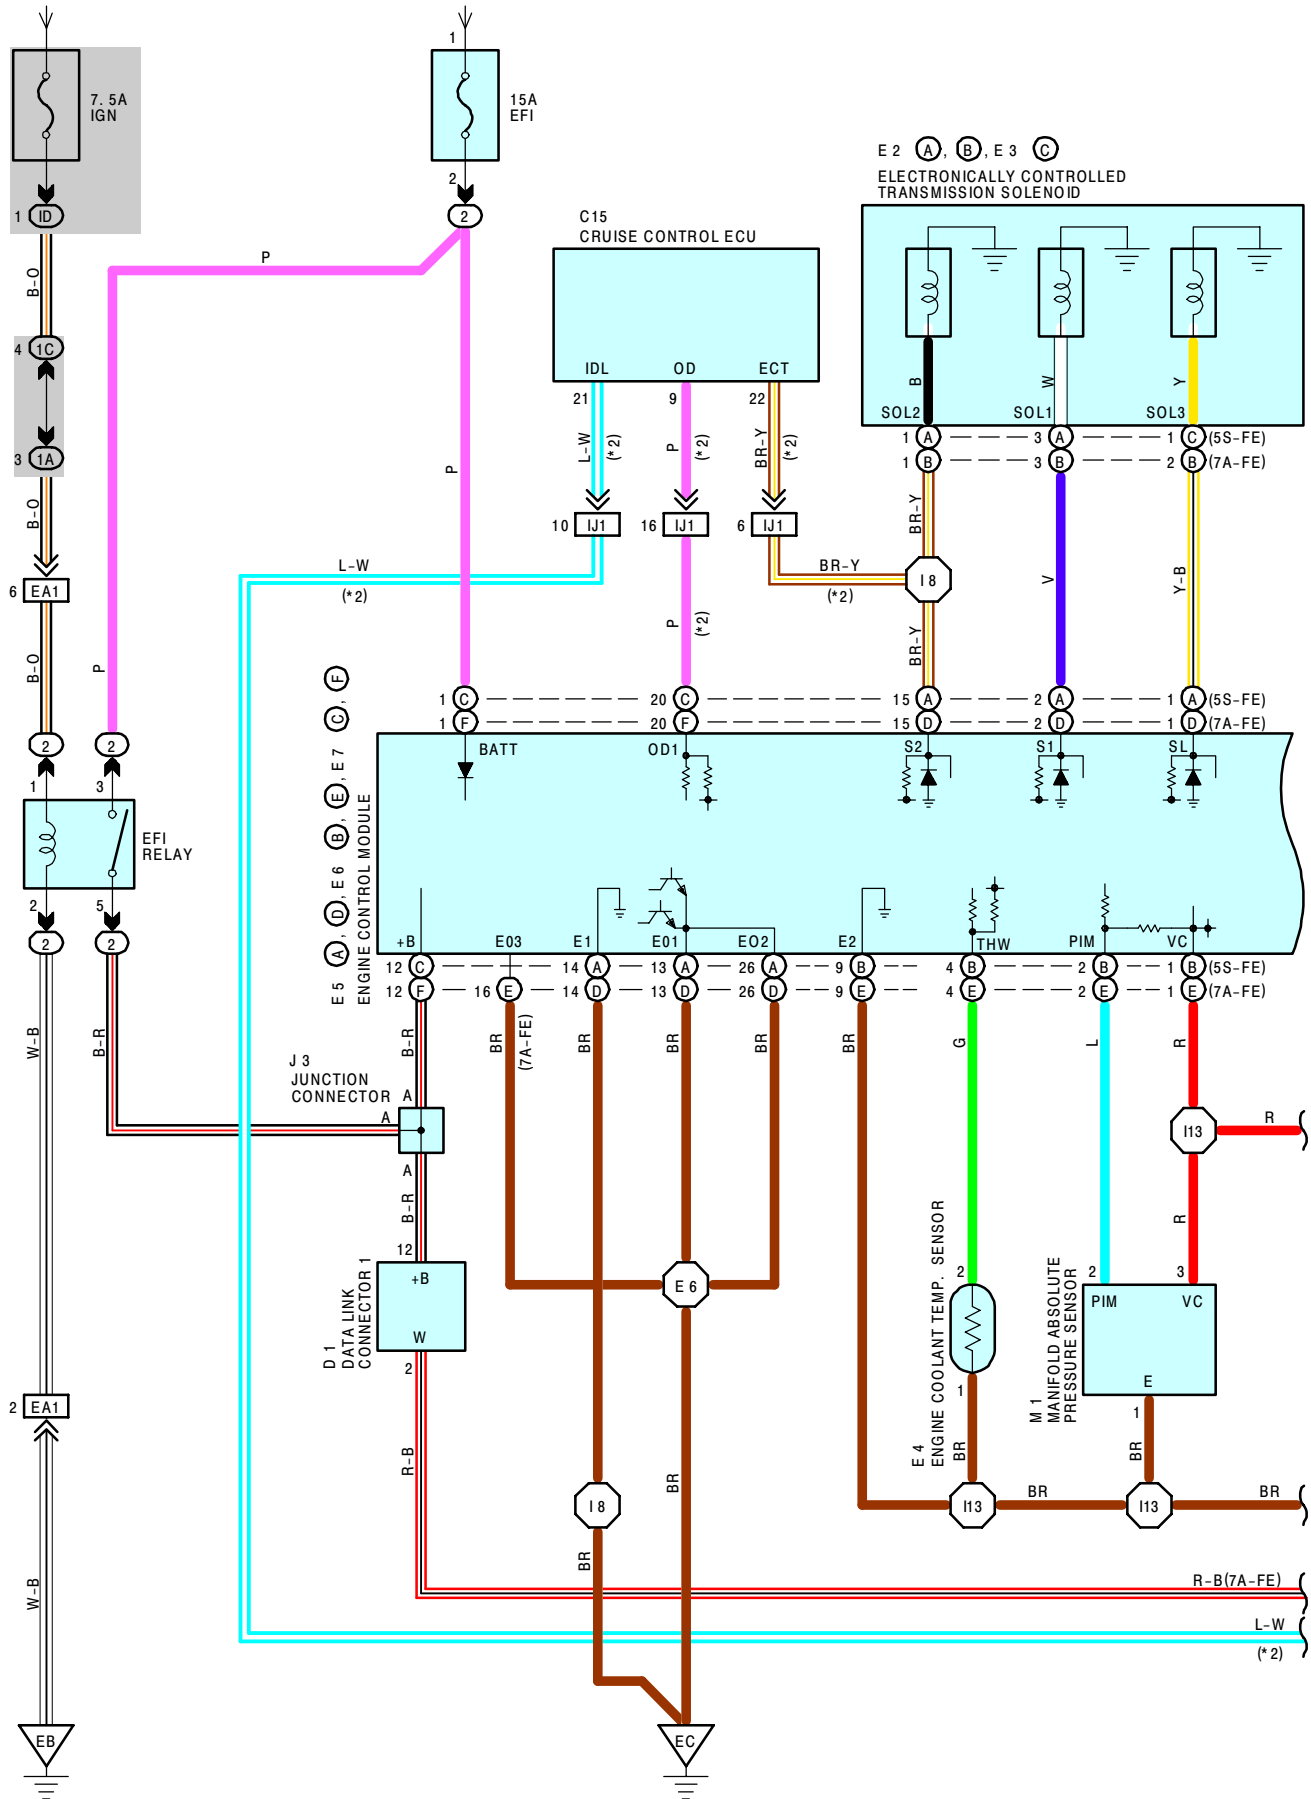 7.5A
IGN
1 ID
B-O
4 1C
3 1A
B-O
6 EA1
B-O
2
2
1
3
EFI
RELAY
2
5
2
2
W-B
B-R
2 EA1
W-B
EB
1
15A
EFI
2
2
P
P
P
C15
CRUISE CONTROL ECU
IDL
OD
ECT
21
9
22
L-W
(*2)
P
(*2)
BR-Y
(*2)
10 IJ1
16 IJ1
6 IJ1
L-W
(*2)
P
(*2)
BR-Y
(*2)
E2 A, B, E3 C
ELECTRONICALLY CONTROLLED
TRANSMISSION SOLENOID
B
W
Y
SOL2
SOL1
SOL3
1 A 3 A 1 C (5S-FE)
1 B 3 B 2 B (7A-FE)
BR-Y
V
Y-B
I8
BR-Y
1 C 20 C 15 A 2 A 1 A (5S-FE)
1 F 20 F 15 D 2 D 1 D (7A-FE)
BATT
OD1
S2
S1
SL
E5 A, D, E6 B, E, E7 C, F
ENGINE CONTROL MODULE
+B
E03
E1
E01
EO2
E2
THW
PIM
VC
12 C 14 A 13 A 26 A 9 B 4 B 2 B 1 B (5S-FE)
12 F 16 E 14 D 13 D 26 D 9 E 4 E 2 E 1 E (7A-FE)
B-R
BR
(7A-FE)
BR
BR
BR
BR
G
L
R
J3
JUNCTION
CONNECTOR
A
A
A
B-R
12
+B
W
D1
DATA LINK
CONNECTOR 1
2
R-B
I13
R
R
E6
2
E4
ENGINE COOLANT TEMP. SENSOR
1
BR
2
3
PIM
VC
E
M1
MANIFOLD ABSOLUTE
PRESSURE SENSOR
1
BR
I8
BR
BR
I13
BR
I13
BR
R-B(7A-FE)
L-W
(*2)
EC